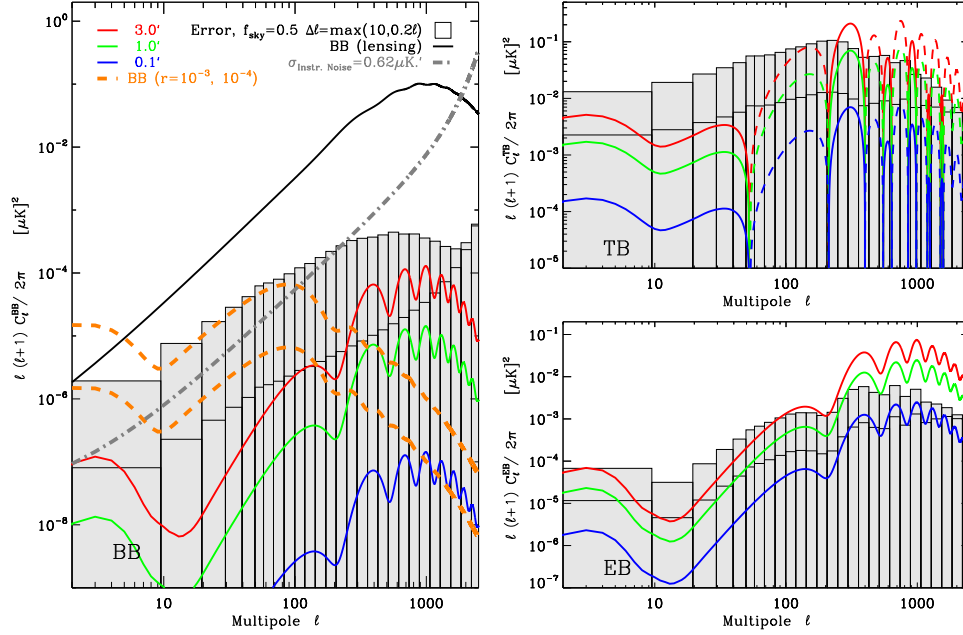 3.0'
1.0'
0.1'
BB (r=10⁻³, 10⁻⁴)
Error, f_sky=0.5 Δℓ=max(10,0.2ℓ)
BB (lensing)
σ_Instr. Noise=0.62μK.'
10⁰
10⁻²
10⁻⁴
10⁻⁶
10⁻⁸
ℓ (ℓ+1) C_ℓ^BB/ 2π [μK]²
BB
10
100
1000
Multipole ℓ
10⁻¹
10⁻²
10⁻³
10⁻⁴
10⁻⁵
10⁻⁶
ℓ (ℓ+1) C_ℓ^TB/ 2π [μK]²
TB
10
100
1000
Multipole ℓ
10⁻¹
10⁻²
10⁻³
10⁻⁴
10⁻⁵
10⁻⁶
10⁻⁷
ℓ (ℓ+1) C_ℓ^EB/ 2π [μK]²
EB
10
100
1000
Multipole ℓ